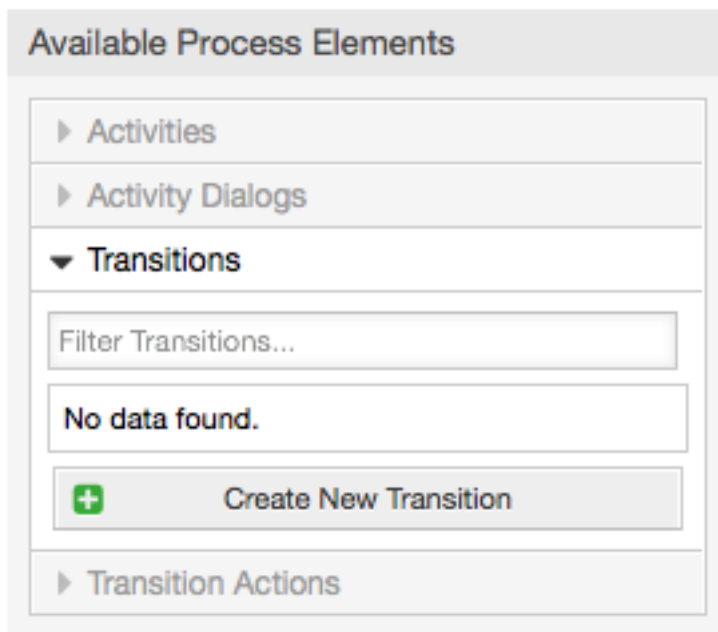 Available Process Elements
Activities
Activity Dialogs
Transitions
Filter Transitions...
No data found.
Create New Transition
Transition Actions